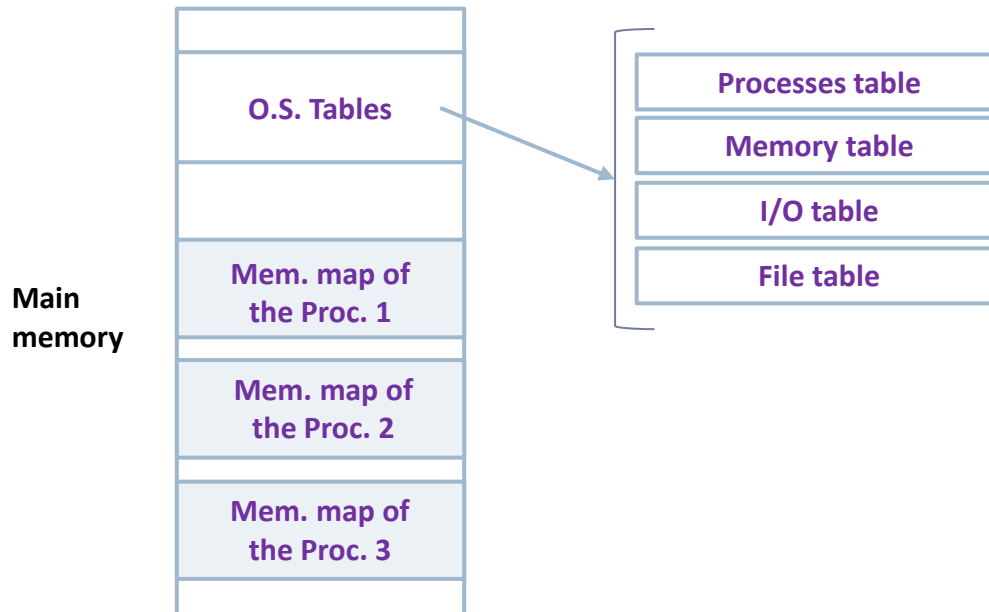 O.S. Tables
Processes table
Memory table
I/O table
File table
Main
memory
Mem. map of
the Proc. 1
Mem. map of
the Proc. 2
Mem. map of
the Proc. 3